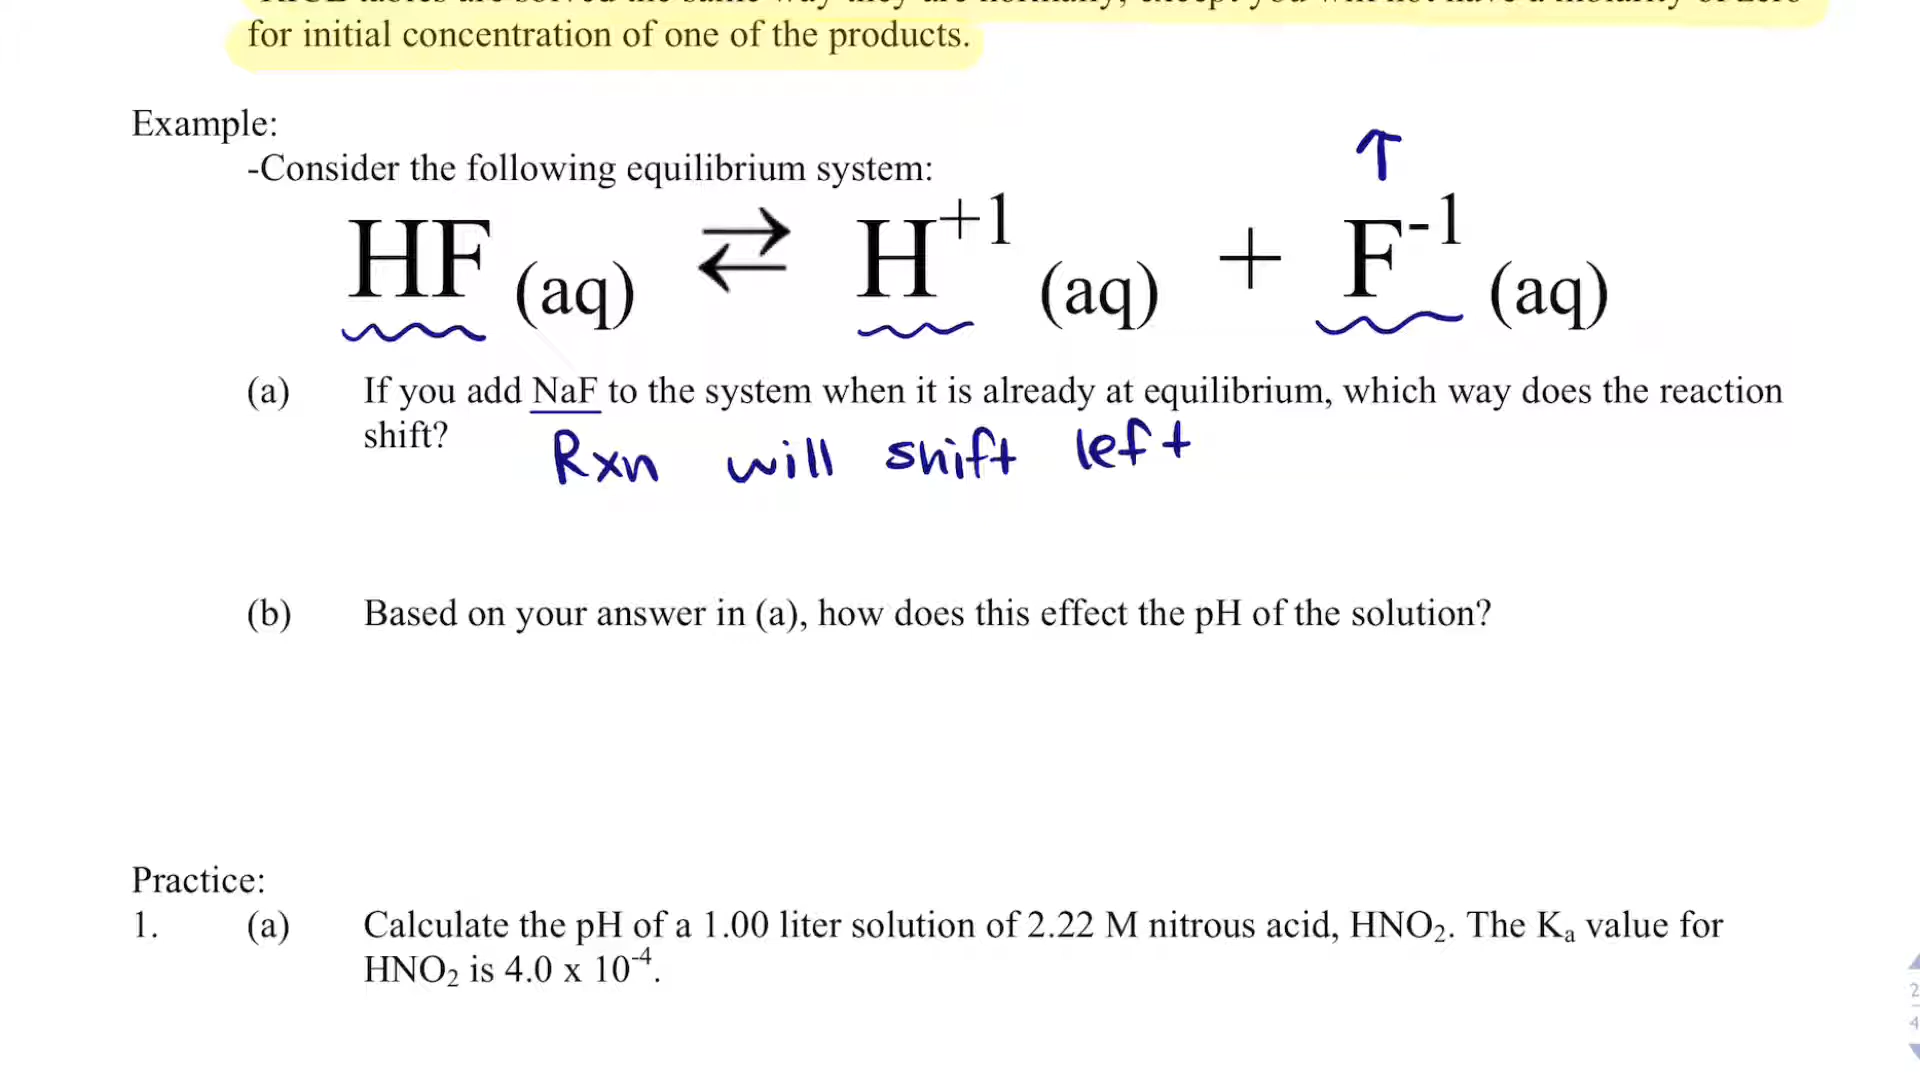 for initial concentration of one of the products.
Example:
-Consider the following equilibrium system:
↑
HF (aq) ⇄ H⁺¹ (aq) + F⁻¹ (aq)
(a) If you add NaF to the system when it is already at equilibrium, which way does the reaction
shift? Rxn will shift left
(b) Based on your answer in (a), how does this effect the pH of the solution?
Practice:
1. (a) Calculate the pH of a 1.00 liter solution of 2.22 M nitrous acid, HNO₂. The Kₐ value for
HNO₂ is 4.0 x 10⁻⁴.
2
4